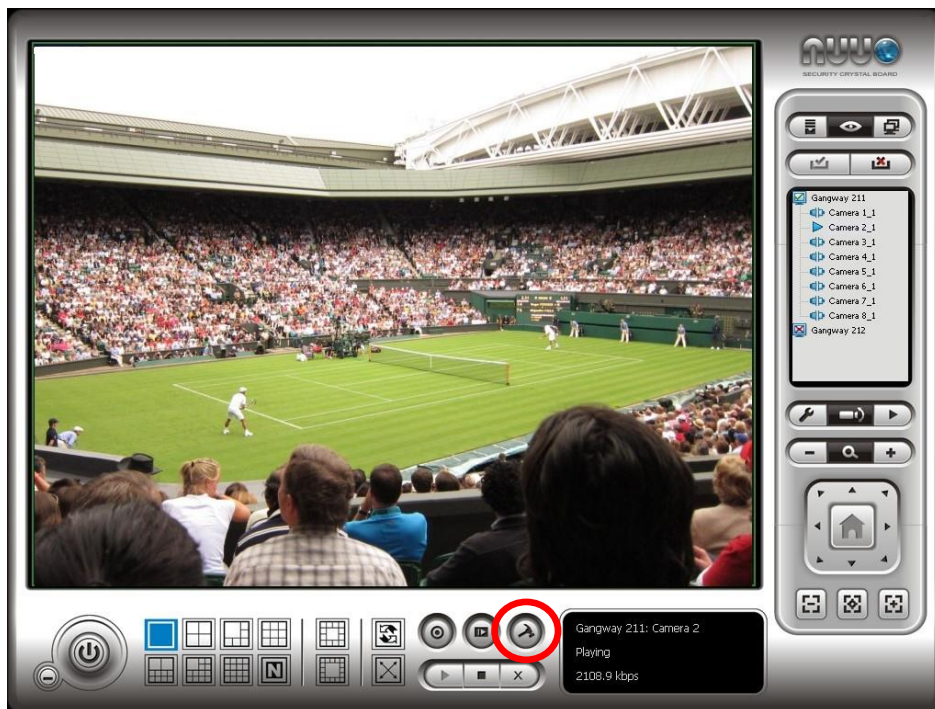 NUUO
SECURITY CRYSTAL BOARD
Gangway 211
Camera 1_1
Camera 2_1
Camera 3_1
Camera 4_1
Camera 5_1
Camera 6_1
Camera 7_1
Camera 8_1
Gangway 212
N
Gangway 211: Camera 2
Playing
2108.9 kbps